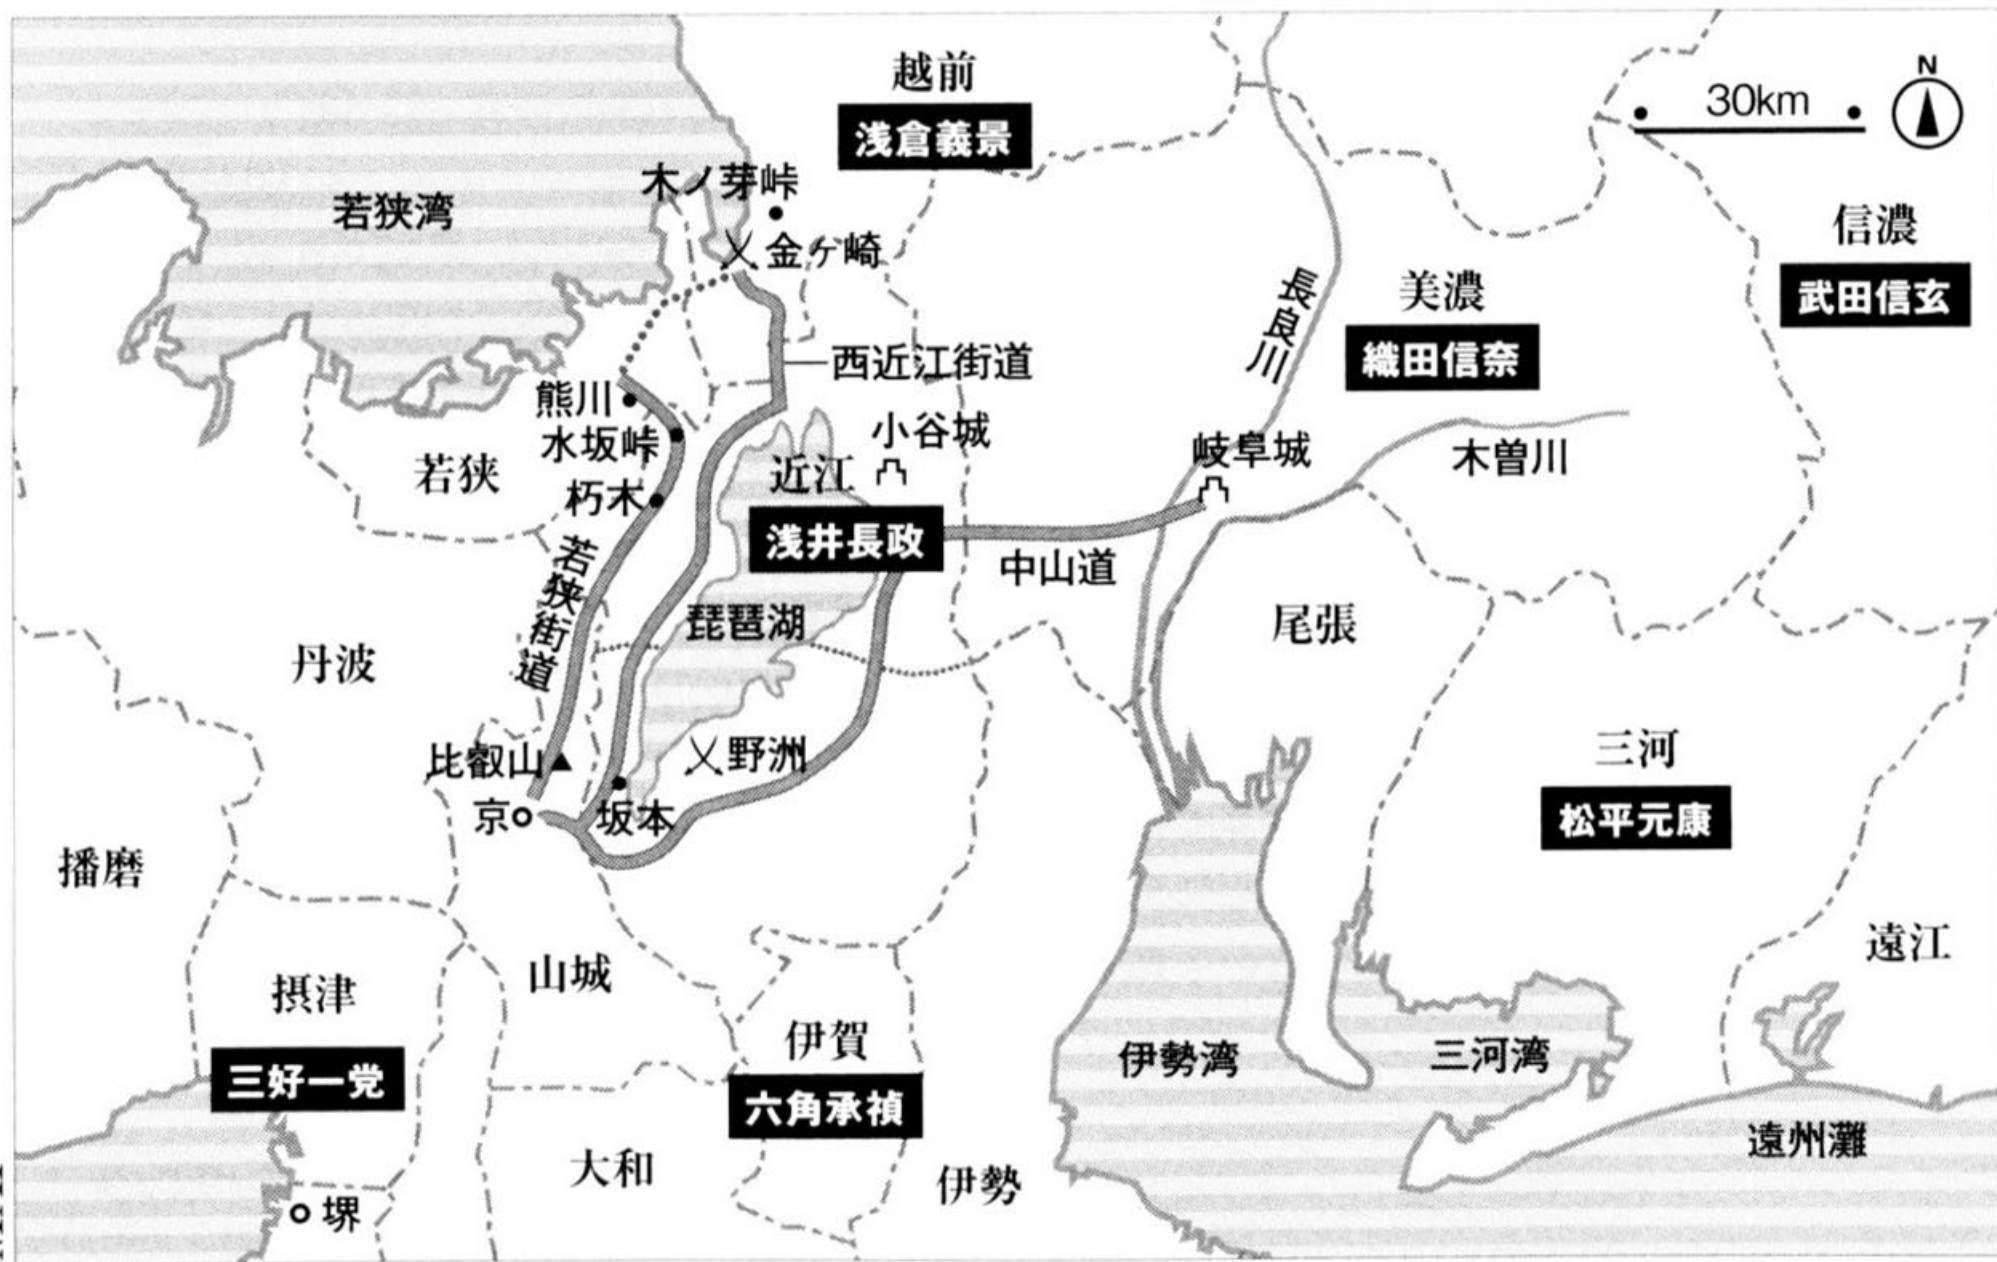 越前
浅倉義景
N
30km
木ノ芽峠
若狭湾
金ヶ崎
信濃
武田信玄
美濃
織田信奈
長良川
西近江街道
熊川
水坂峠
朽木
若狭
小谷城
近江
浅井長政
岐阜城
木曽川
中山道
若狭街道
琵琶湖
尾張
丹波
比叡山
野洲
京
坂本
三河
松平元康
播磨
遠江
山城
摂津
三好一党
伊賀
六角承禎
伊勢湾
三河湾
遠州灘
大和
伊勢
堺